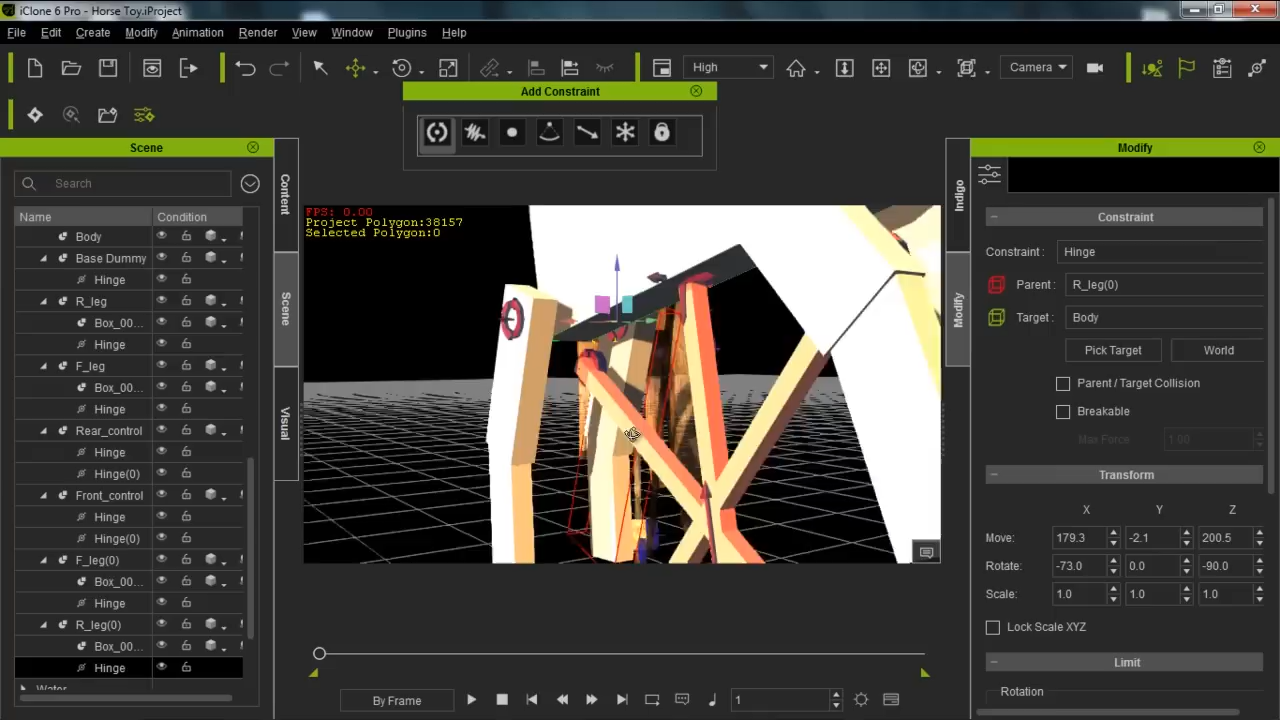 iClone 6 Pro - Horse Toy.iProject
File Edit Create Modify Animation Render View Window Plugins Help
High Camera
Add Constraint
Scene
Search
Name Condition
Body
Base Dummy
Hinge
R_leg
Box_00...
Hinge
F_leg
Box_00...
Hinge
Rear_control
Hinge
Hinge(0)
Front_control
Hinge
Hinge(0)
F_leg(0)
Box_00...
Hinge
R_leg(0)
Box_00...
Hinge
Content
Scene
Visual
FPS: 0.00
Project Polygon:38157
Selected Polygon:0
By Frame
1
Indigo
Modify
Modify
Constraint
Constraint: Hinge
Parent: R_leg(0)
Target: Body
Pick Target World
Parent / Target Collision
Breakable
Max Force 1.00
Transform
X Y Z
Move: 179.3 -2.1 200.5
Rotate: -73.0 0.0 -90.0
Scale: 1.0 1.0 1.0
Lock Scale XYZ
Limit
Rotation